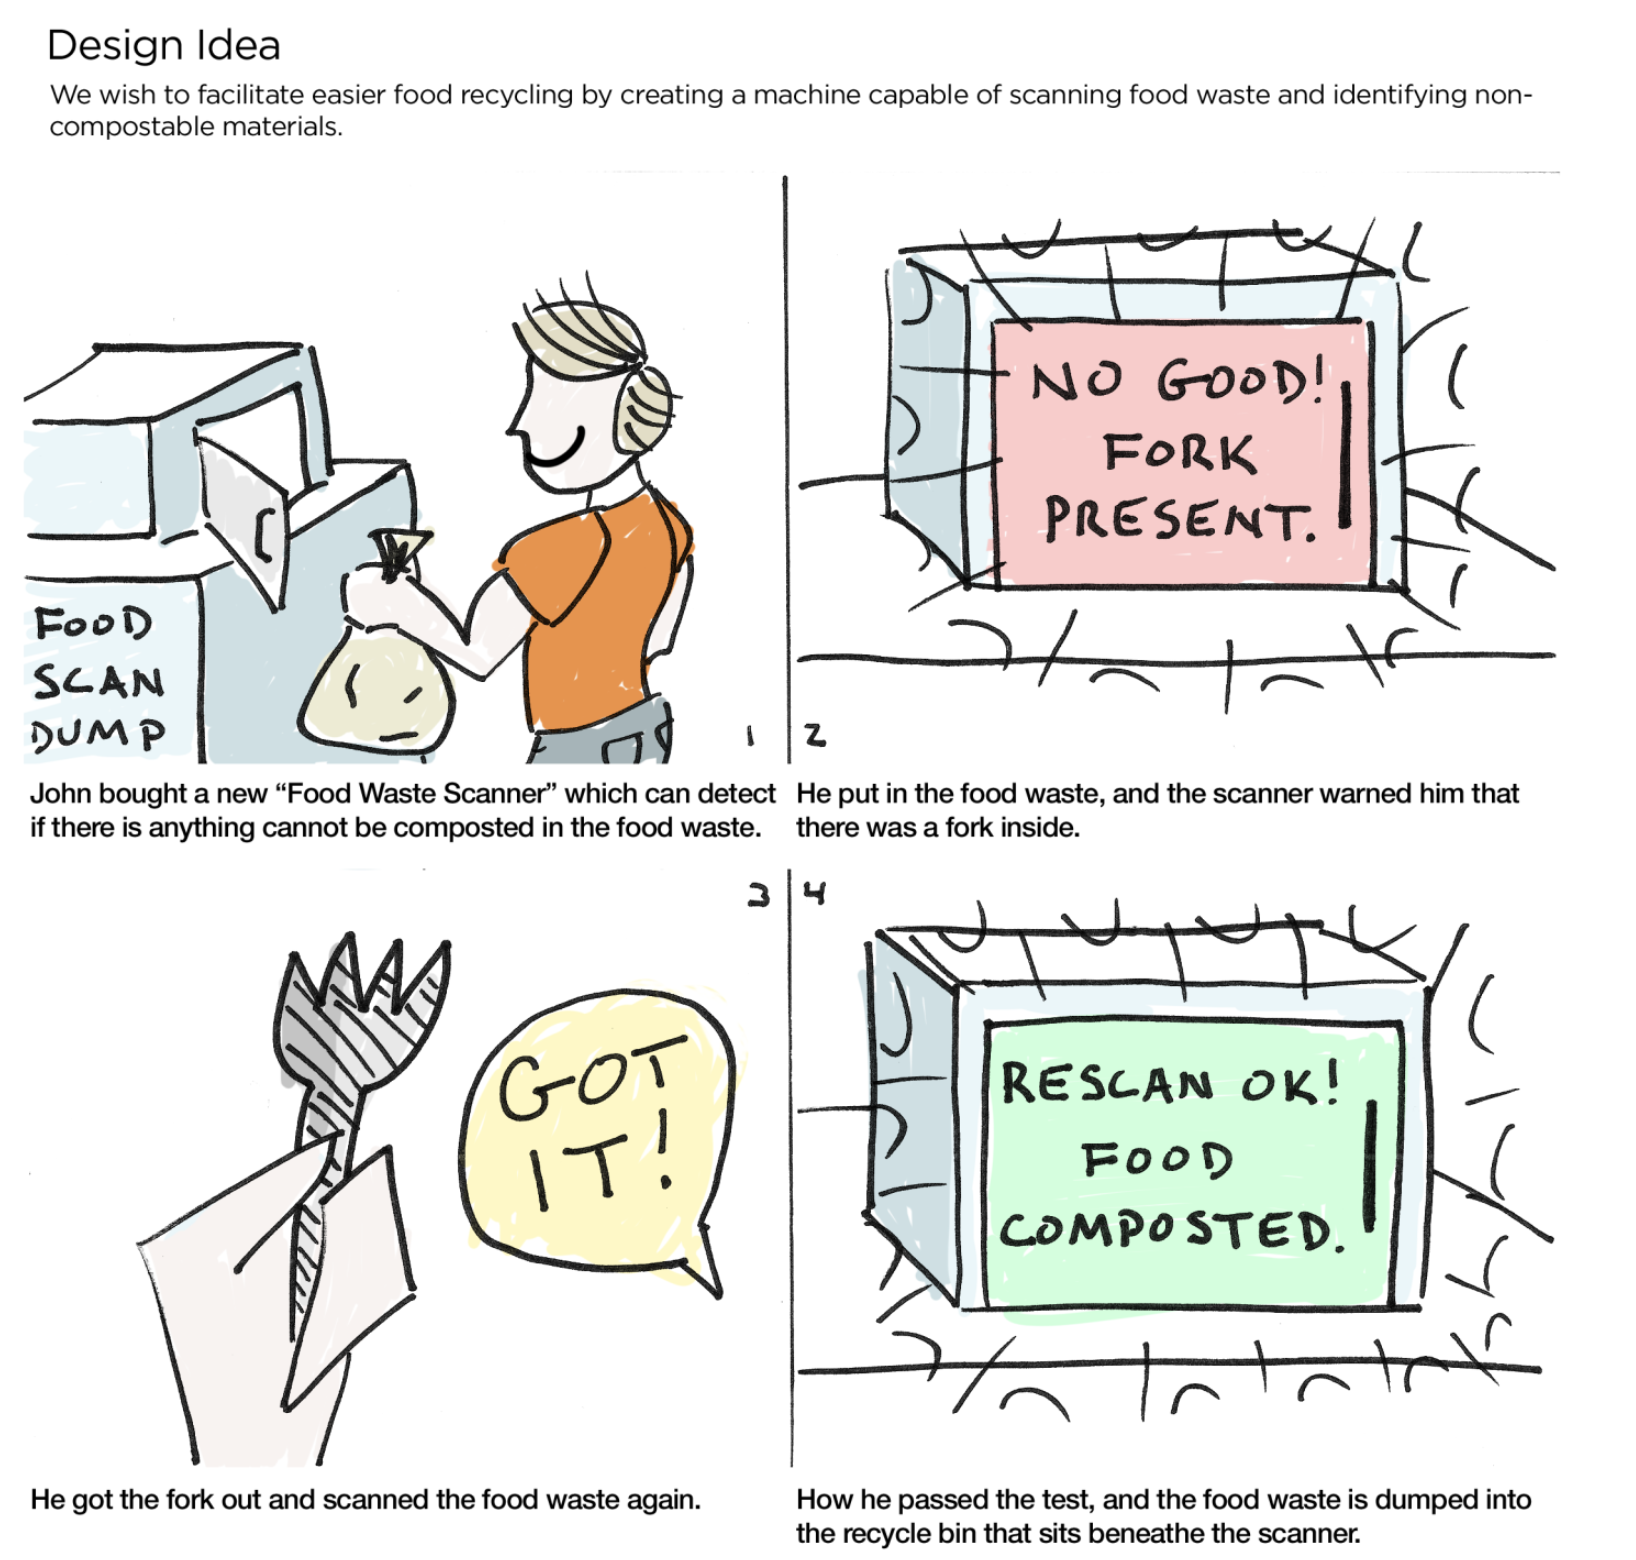 Design Idea
We wish to facilitate easier food recycling by creating a machine capable of scanning food waste and identifying non-
compostable materials.
FOOD
SCAN
DUMP
1
NO GOOD!
FORK
PRESENT.
2
John bought a new “Food Waste Scanner” which can detect
if there is anything cannot be composted in the food waste.
He put in the food waste, and the scanner warned him that
there was a fork inside.
3
GOT
IT!
4
RESCAN OK!
FOOD
COMPOSTED.
He got the fork out and scanned the food waste again.
How he passed the test, and the food waste is dumped into
the recycle bin that sits beneathe the scanner.